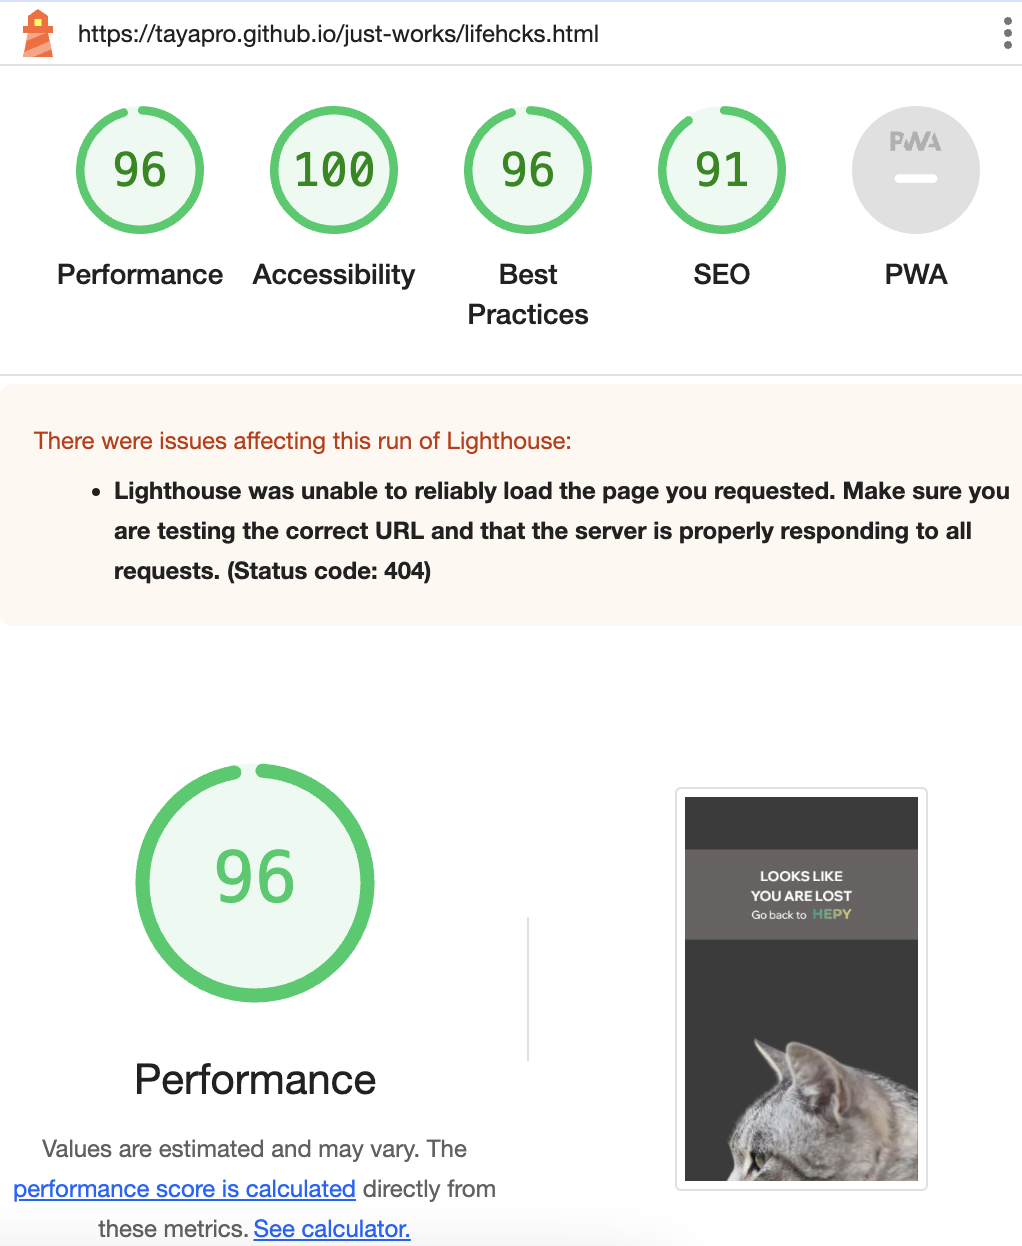 https://tayapro.github.io/just-works/lifehcks.html
96
100
96
91
PWA
Performance
Accessibility
Best
Practices
SEO
PWA
There were issues affecting this run of Lighthouse:
• Lighthouse was unable to reliably load the page you requested. Make sure you
are testing the correct URL and that the server is properly responding to all
requests. (Status code: 404)
96
Performance
Values are estimated and may vary. The
performance score is calculated directly from
these metrics. See calculator.
LOOKS LIKE
YOU ARE LOST
Go back to HEPY